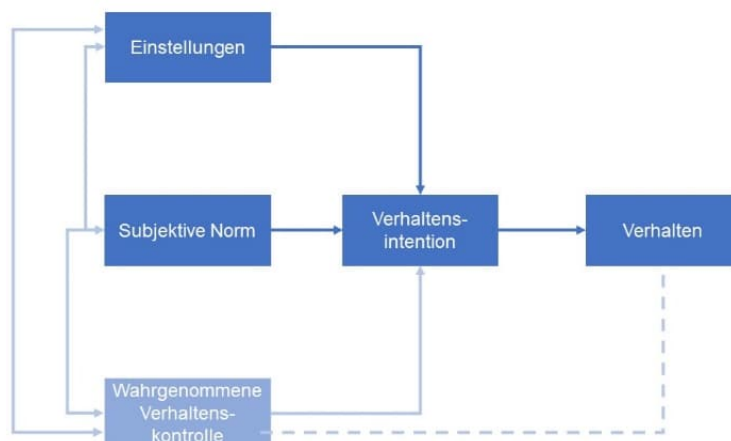 Einstellungen
Subjektive Norm
Verhaltens-
intention
Verhalten
Wahrgenommene
Verhaltens-
kontrolle